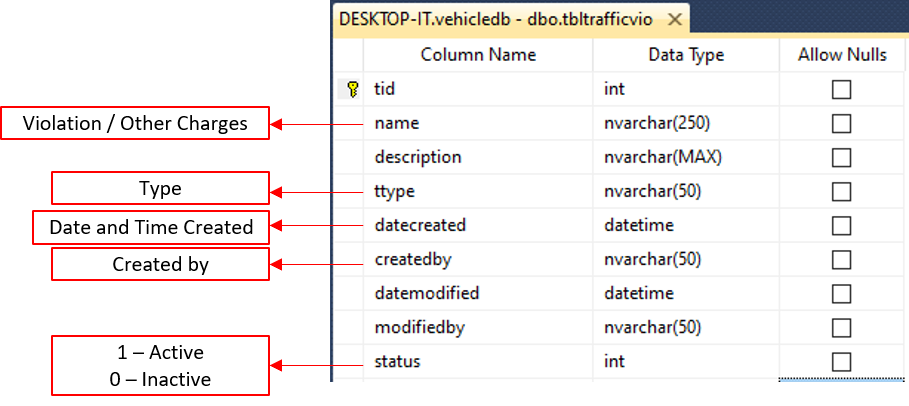 DESKTOP-IT.vehicledb - dbo.tbltrafficvio ×
Column Name Data Type Allow Nulls
tid int
Violation / Other Charges name nvarchar(250)
description nvarchar(MAX)
Type ttype nvarchar(50)
Date and Time Created datecreated datetime
Created by createdby nvarchar(50)
datemodified datetime
modifiedby nvarchar(50)
1 – Active
0 – Inactive
status int